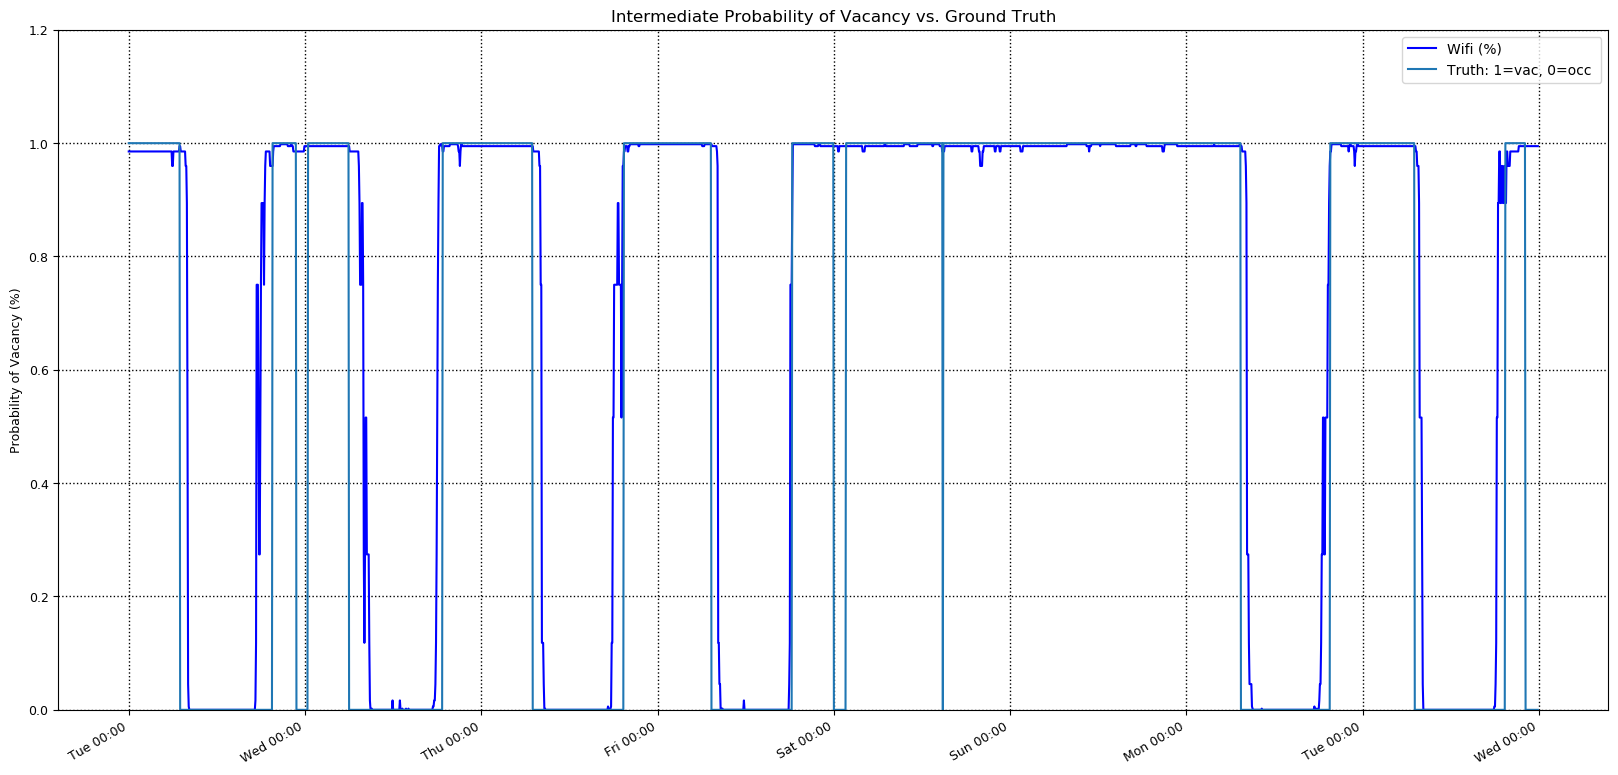 Intermediate Probability of Vacancy vs. Ground Truth
Wifi (%)
Truth: 1=vac, 0=occ
Probability of Vacancy (%)
1.2
1.0
0.8
0.6
0.4
0.2
0.0
Tue 00:00
Wed 00:00
Thu 00:00
Fri 00:00
Sat 00:00
Sun 00:00
Mon 00:00
Tue 00:00
Wed 00:00